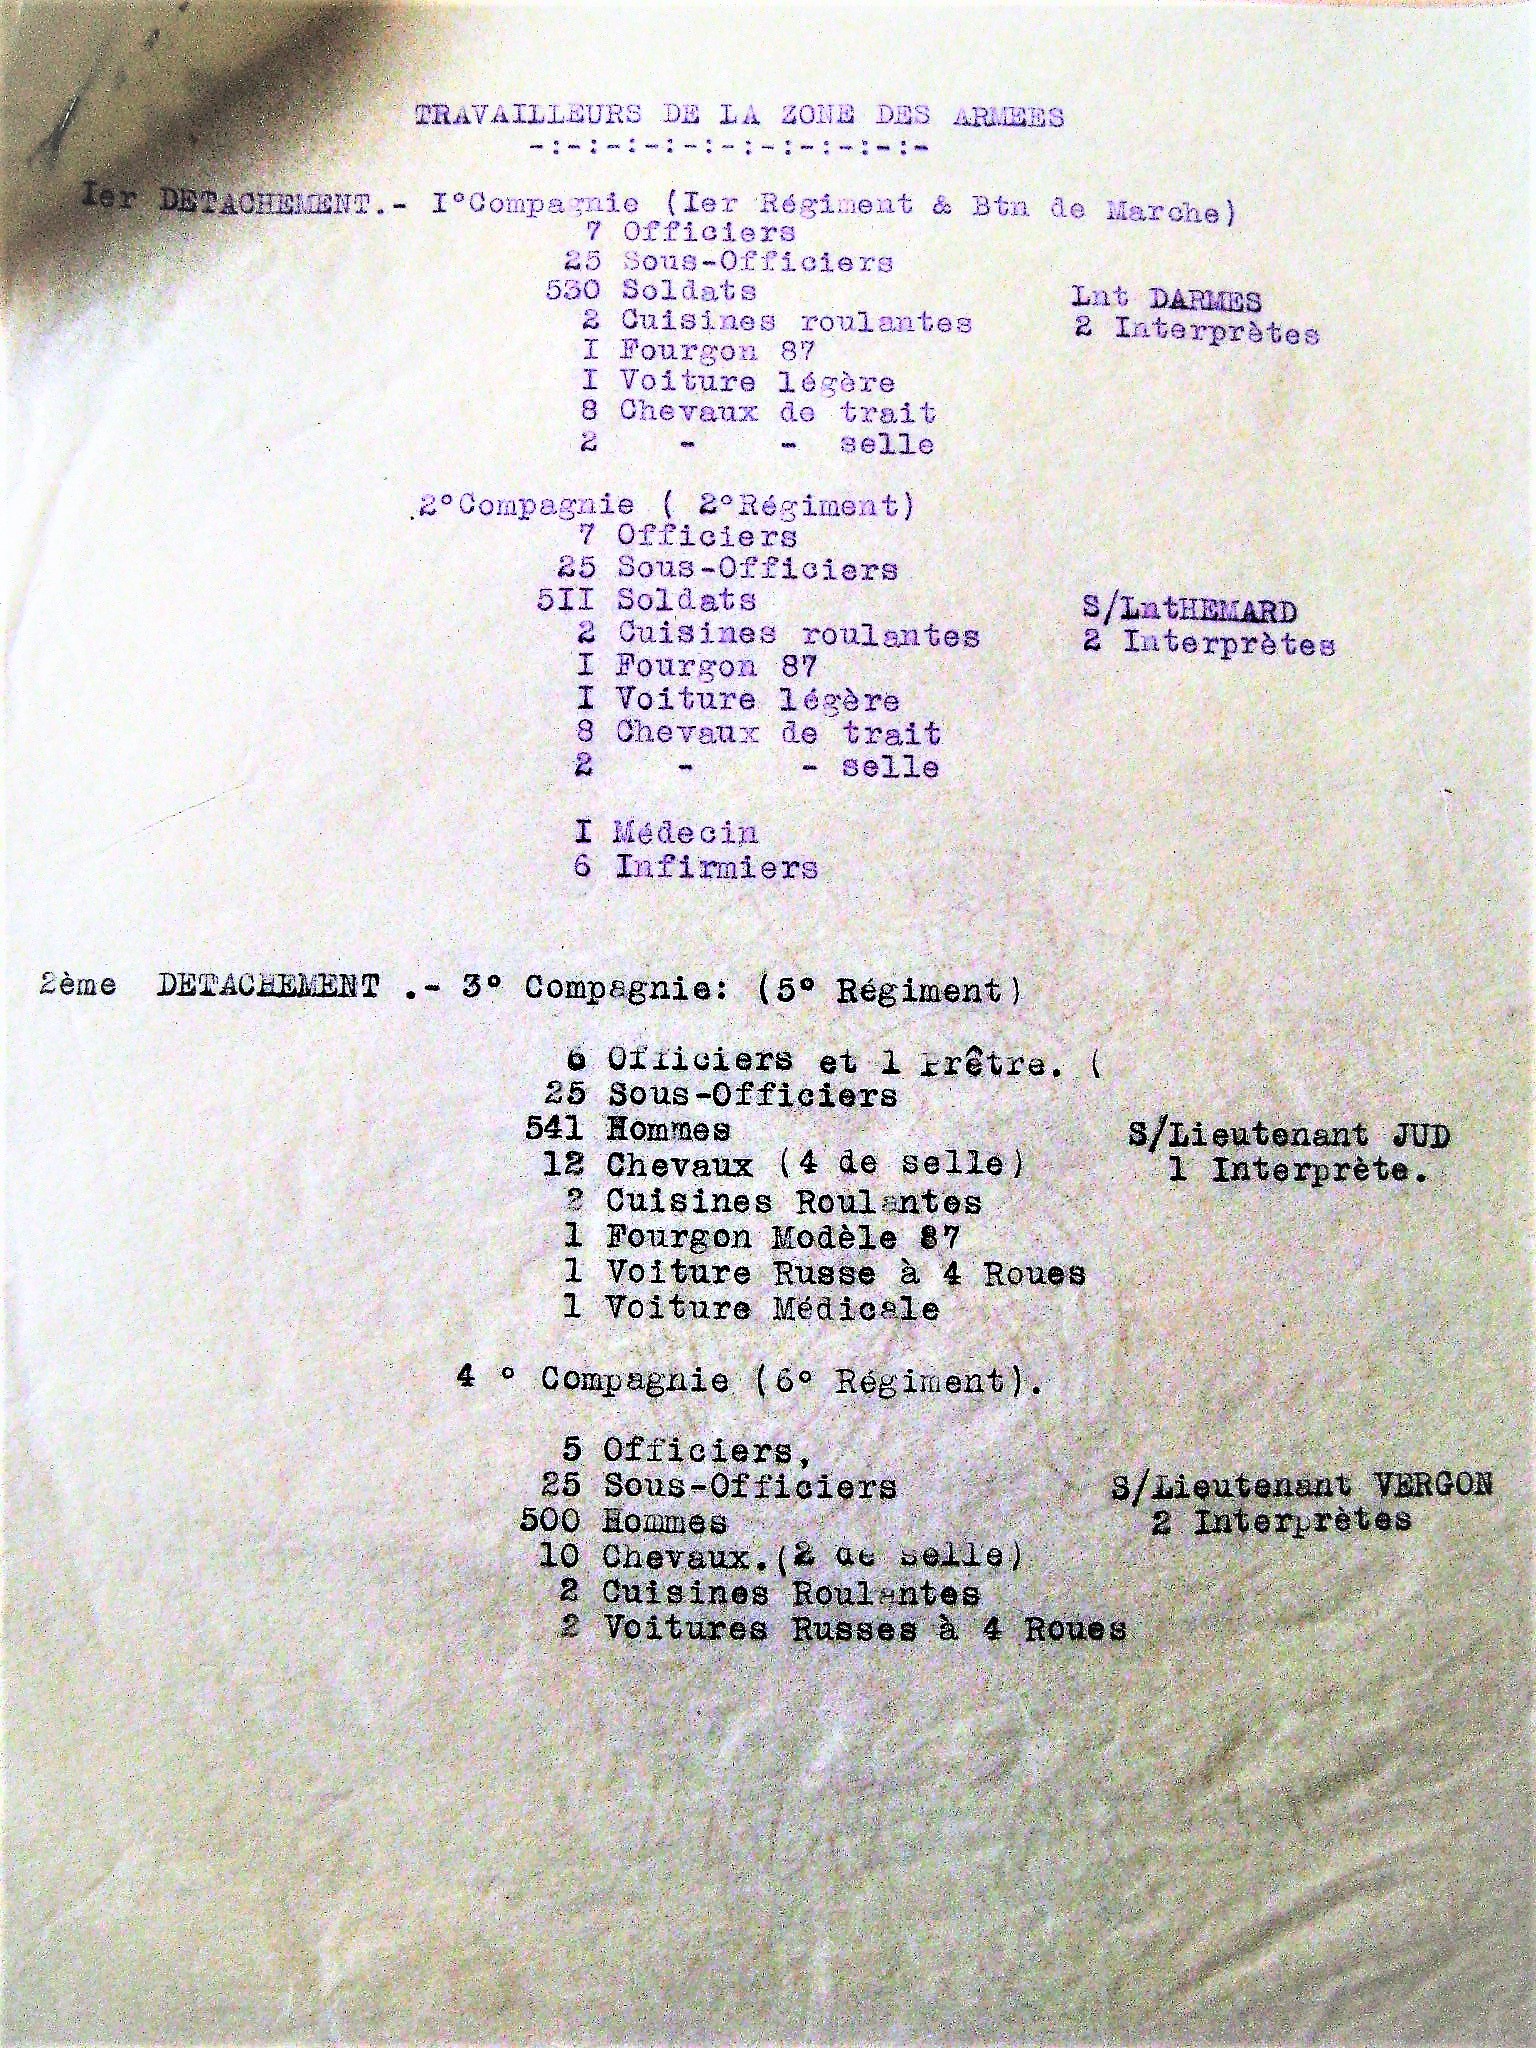 TRAVAILLEURS DE LA ZONE DES ARMEES
-:-:-:-:-:-:-:-:-:-:-
Ier DETACHEMENT.- I°Compagnie (Ier Régiment & Btn de Marche)
7 Officiers
25 Sous-Officiers
530 Soldats Lnt DARMES
2 Cuisines roulantes 2 Interprètes
I Fourgon 87
I Voiture légère
8 Chevaux de trait
2 - - selle
.2°Compagnie ( 2°Régiment)
7 Officiers
25 Sous-Officiers
5II Soldats S/LntHEMARD
2 Cuisines roulantes 2 Interprètes
I Fourgon 87
I Voiture légère
8 Chevaux de trait
2 - - selle
I Médecin
6 Infirmiers
2ème DETACHEMENT .- 3° Compagnie: (5° Régiment)
6 Officiers et 1 Prêtre. (
25 Sous-Officiers
541 Hommes S/Lieutenant JUD
12 Chevaux (4 de selle) 1 Interprète.
2 Cuisines Roulantes
1 Fourgon Modèle 87
1 Voiture Russe à 4 Roues
1 Voiture Médicale
4 ° Compagnie (6° Régiment).
5 Officiers,
25 Sous-Officiers S/Lieutenant VERGON
500 Hommes 2 Interprètes
10 Chevaux.(2 de selle)
2 Cuisines Roulantes
2 Voitures Russes à 4 Roues